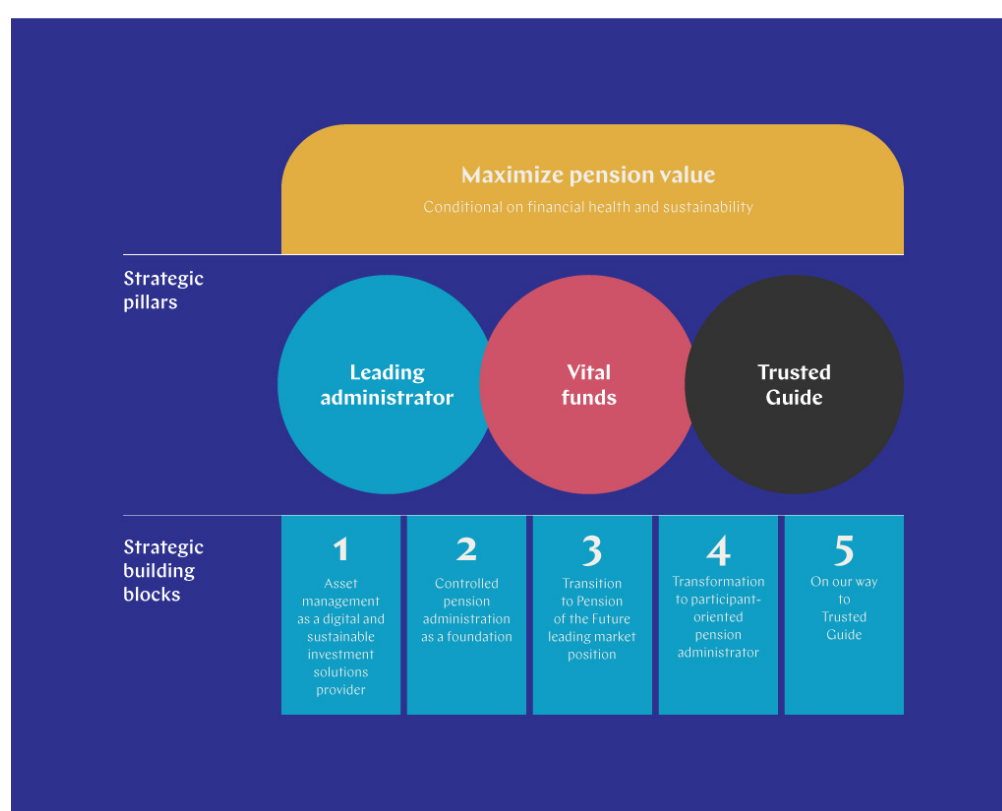 Maximize pension value
Conditional on financial health and sustainability
Strategic
pillars
Leading
administrator
Vital
funds
Trusted
Guide
Strategic
building
blocks
1
Asset
management
as a digital and
sustainable
investment
solutions
provider
2
Controlled
pension
administration
as a foundation
3
Transition
to Pension
of the Future
leading market
position
4
Transformation
to participant-
oriented
pension
administrator
5
On our way
to
Trusted
Guide